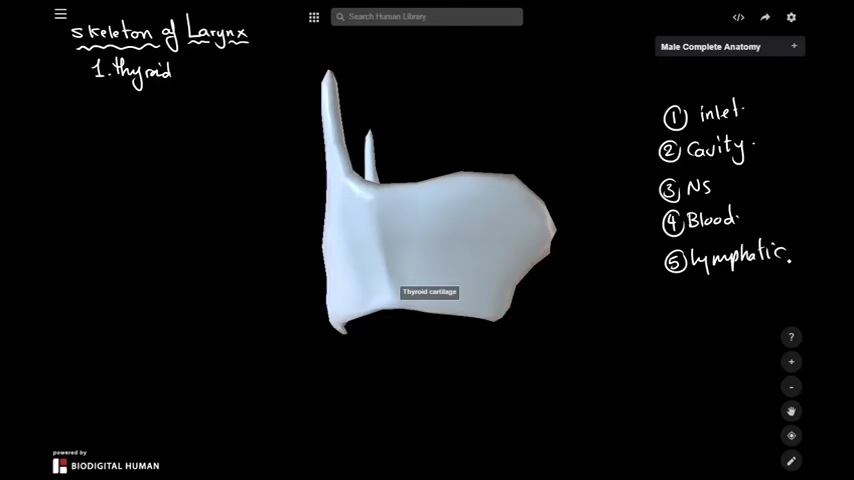 skeleton of Larynx
1. thyroid
Search Human Library
</>
Male Complete Anatomy +
① inlet.
② Cavity.
③ NS
④ Blood.
⑤ lymphatic.
Thyroid cartilage
?
+
-
powered by
BIODIGITAL HUMAN